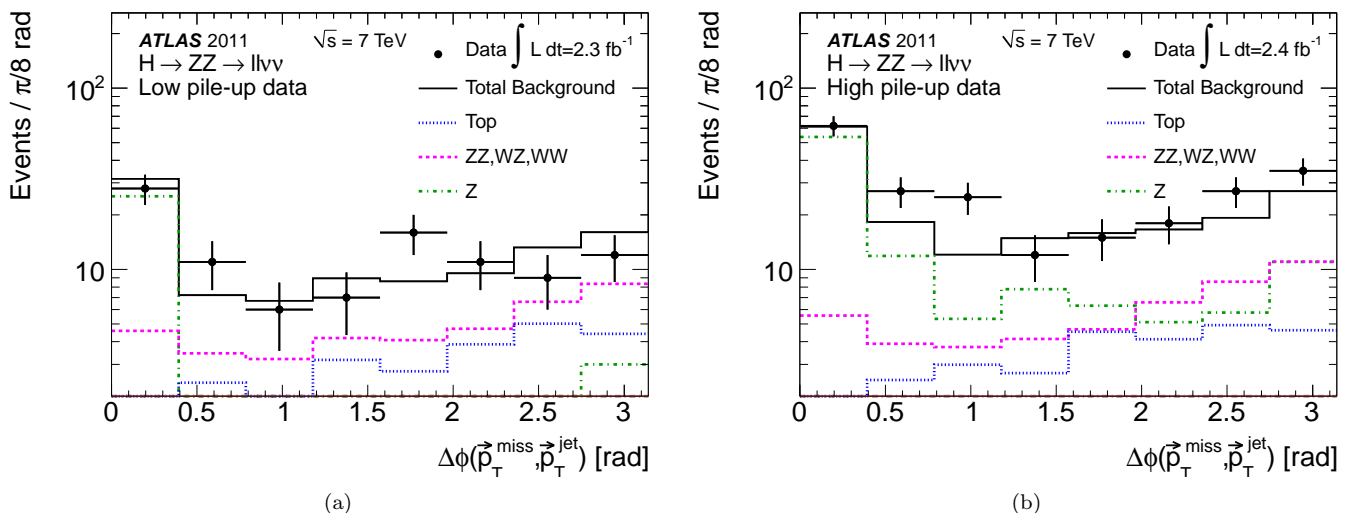 Events / π/8 rad
10²
10
ATLAS 2011
√s = 7 TeV
H → ZZ → llνν
Low pile-up data
Data ∫ L dt=2.3 fb⁻¹
Total Background
Top
ZZ,WZ,WW
Z
0 0.5 1 1.5 2 2.5 3
Δϕ(p⃗_T^miss,p⃗_T^jet) [rad]
(a)
Events / π/8 rad
10²
10
ATLAS 2011
√s = 7 TeV
H → ZZ → llνν
High pile-up data
Data ∫ L dt=2.4 fb⁻¹
Total Background
Top
ZZ,WZ,WW
Z
0 0.5 1 1.5 2 2.5 3
Δϕ(p⃗_T^miss,p⃗_T^jet) [rad]
(b)